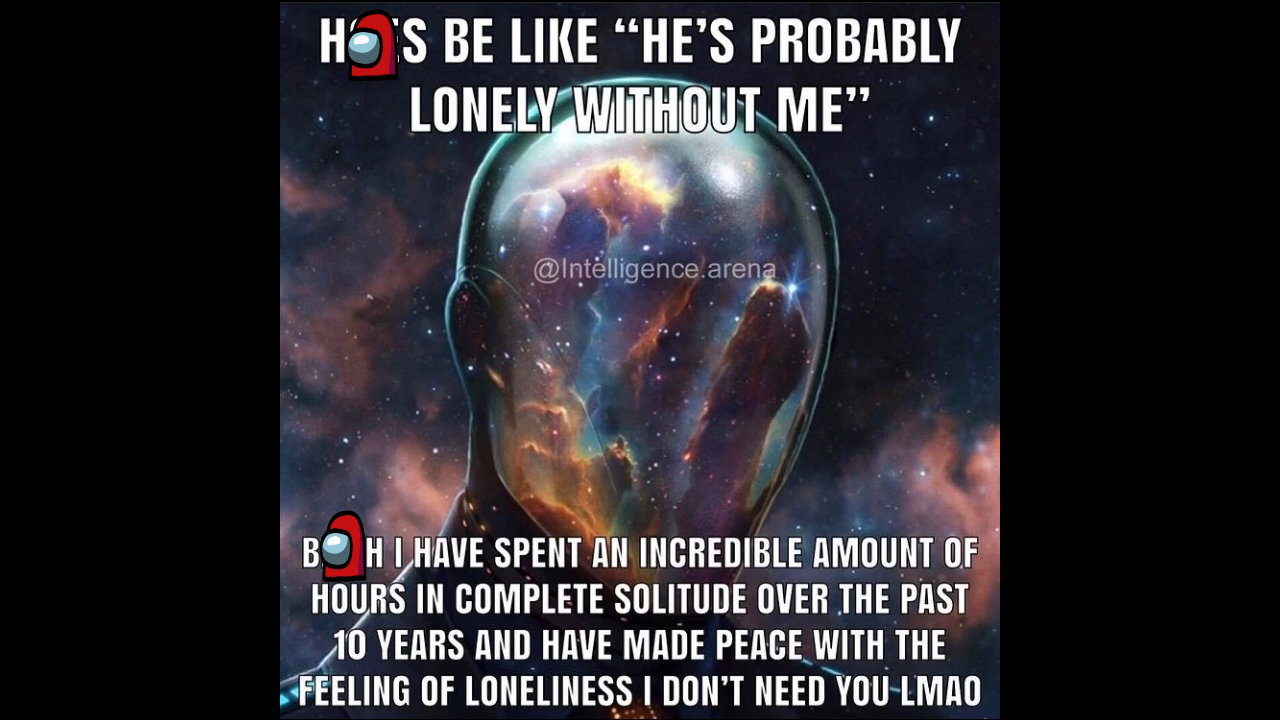 H ES BE LIKE “HE’S PROBABLY
LONELY WITHOUT ME”
@Intelligence.arena
B H I HAVE SPENT AN INCREDIBLE AMOUNT OF
HOURS IN COMPLETE SOLITUDE OVER THE PAST
10 YEARS AND HAVE MADE PEACE WITH THE
FEELING OF LONELINESS I DON’T NEED YOU LMAO